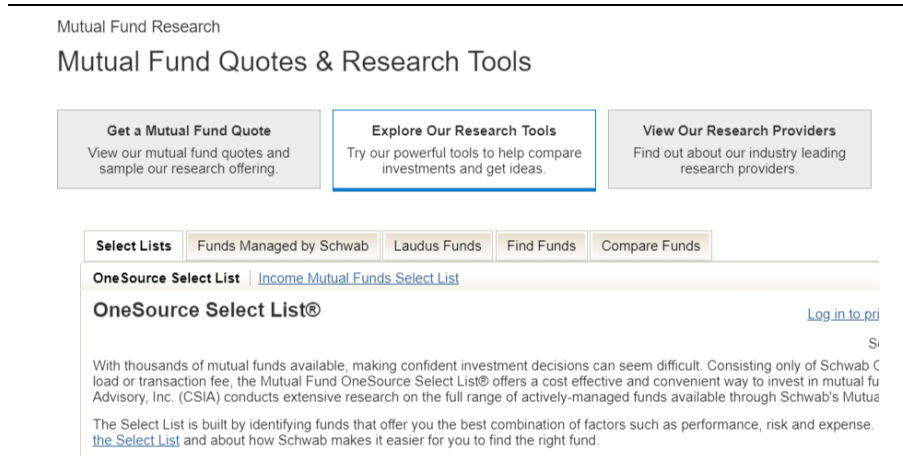 Mutual Fund Research
Mutual Fund Quotes & Research Tools
Get a Mutual Fund Quote
View our mutual fund quotes and
sample our research offering.
Explore Our Research Tools
Try our powerful tools to help compare
investments and get ideas.
View Our Research Providers
Find out about our industry leading
research providers.
Select Lists Funds Managed by Schwab Laudus Funds Find Funds Compare Funds
OneSource Select List Income Mutual Funds Select List
OneSource Select List®
Log in to
With thousands of mutual funds available, making confident investment decisions can seem difficult. Consisting only of Schwab
load or transaction fee, the Mutual Fund OneSource Select List® offers a cost effective and convenient way to invest in mutual
Advisory, Inc. (CSIA) conducts extensive research on the full range of actively-managed funds available through Schwab's
The Select List is built by identifying funds that offer you the best combination of factors such as performance, risk and expense.
the Select List and about how Schwab makes it easier for you to find the right fund.